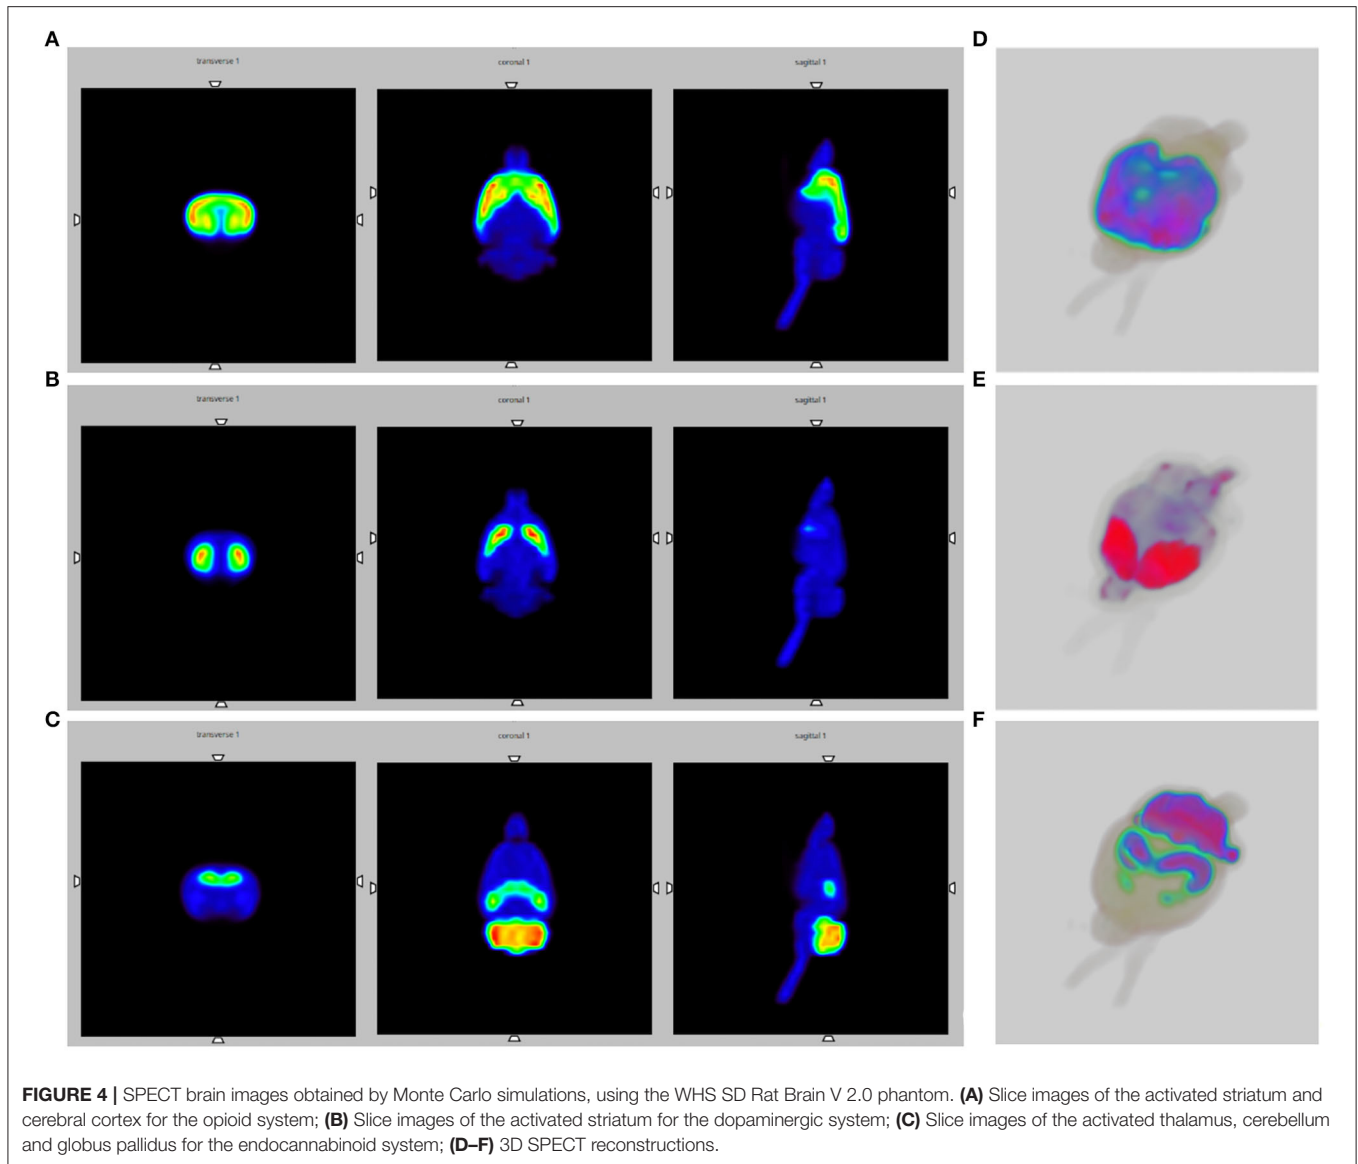 A
D
transverse 1
coronal 1
sagittal 1
B
E
transverse 1
coronal 1
sagittal 1
C
F
transverse 1
coronal 1
sagittal 1
FIGURE 4 | SPECT brain images obtained by Monte Carlo simulations, using the WHS SD Rat Brain V 2.0 phantom. (A) Slice images of the activated striatum and
cerebral cortex for the opioid system; (B) Slice images of the activated striatum for the dopaminergic system; (C) Slice images of the activated thalamus, cerebellum
and globus pallidus for the endocannabinoid system; (D–F) 3D SPECT reconstructions.